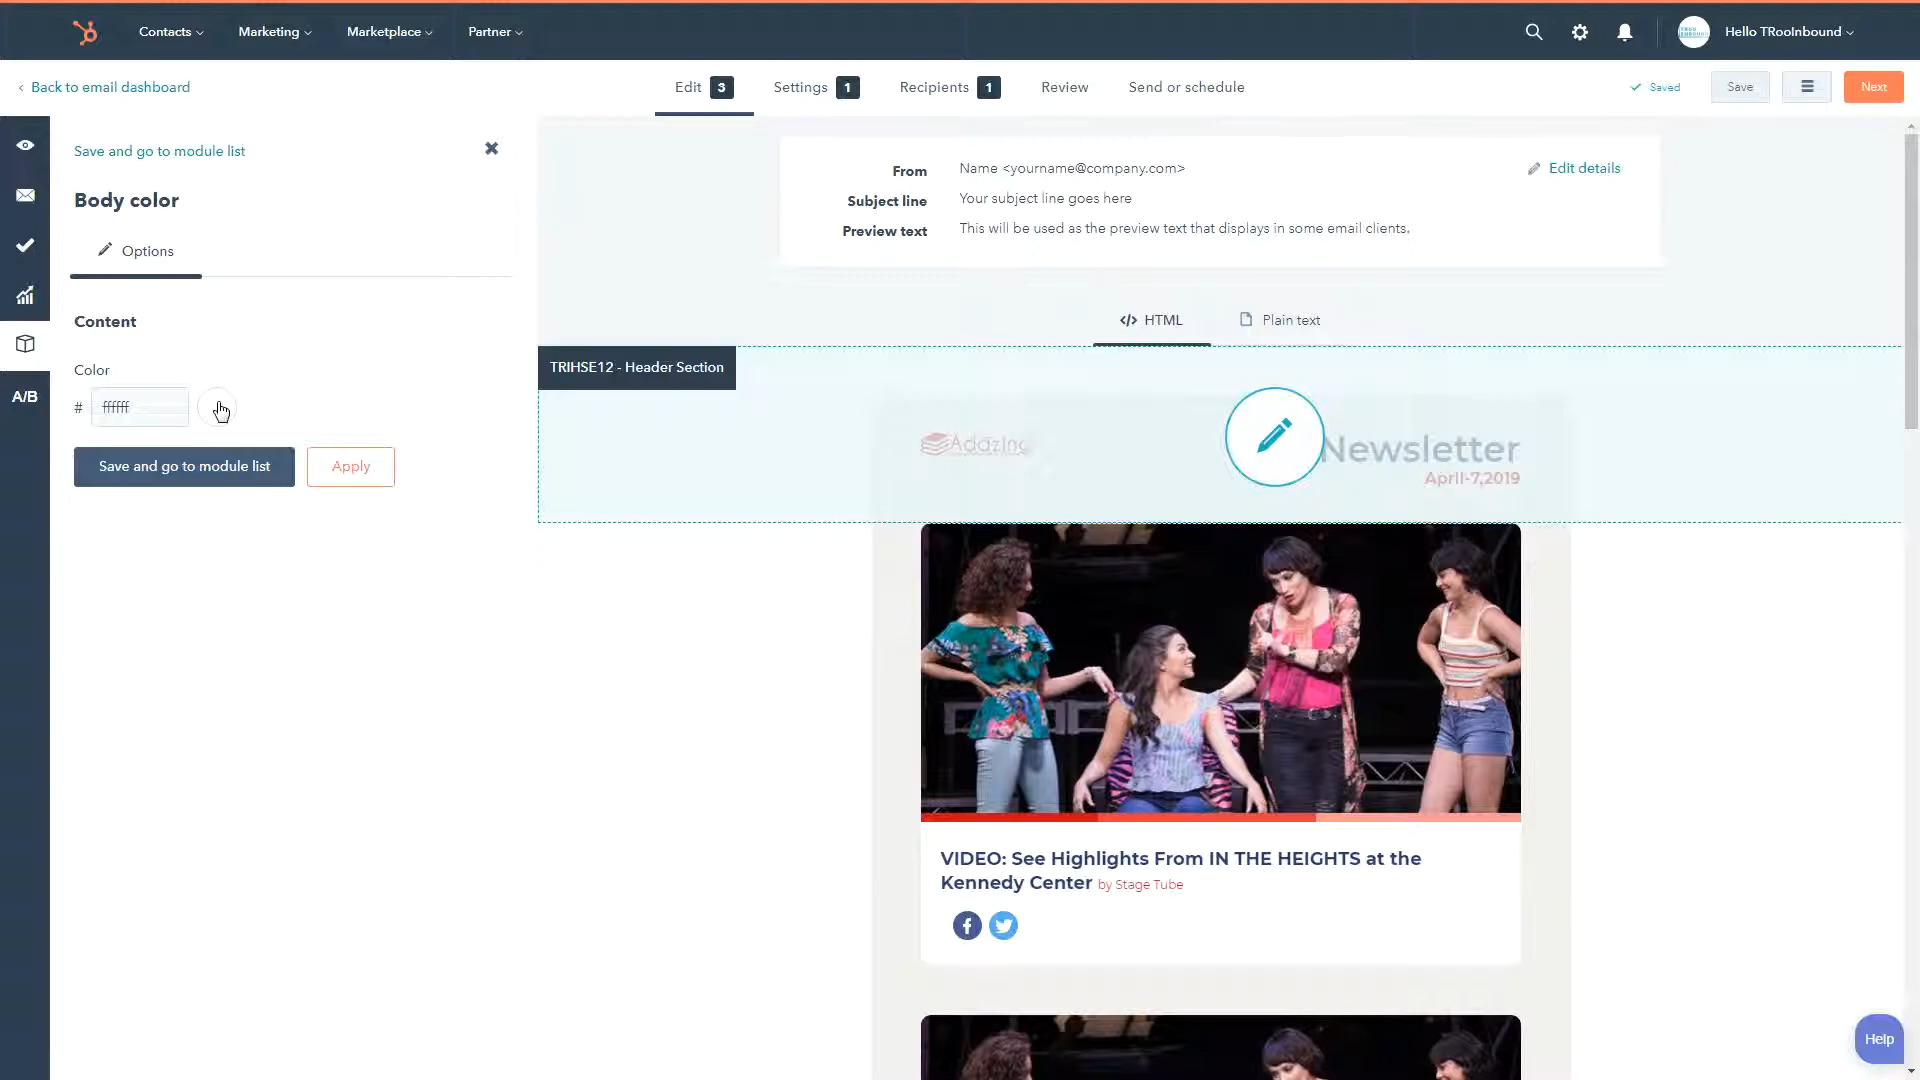 Contacts
Marketing
Marketplace
Partner
Hello TRooInbound
Back to email dashboard
Edit 3
Settings 1
Recipients 1
Review
Send or schedule
Saved
Save
Next
Save and go to module list
Body color
Options
Content
Color
# ffffff
Save and go to module list
Apply
A/B
From Name <yourname@company.com>
Edit details
Subject line Your subject line goes here
Preview text This will be used as the preview text that displays in some email clients.
HTML
Plain text
TRIHSE12 - Header Section
AdazInc
Newsletter
April-7,2019
VIDEO: See Highlights From IN THE HEIGHTS at the
Kennedy Center by Stage Tube
Help